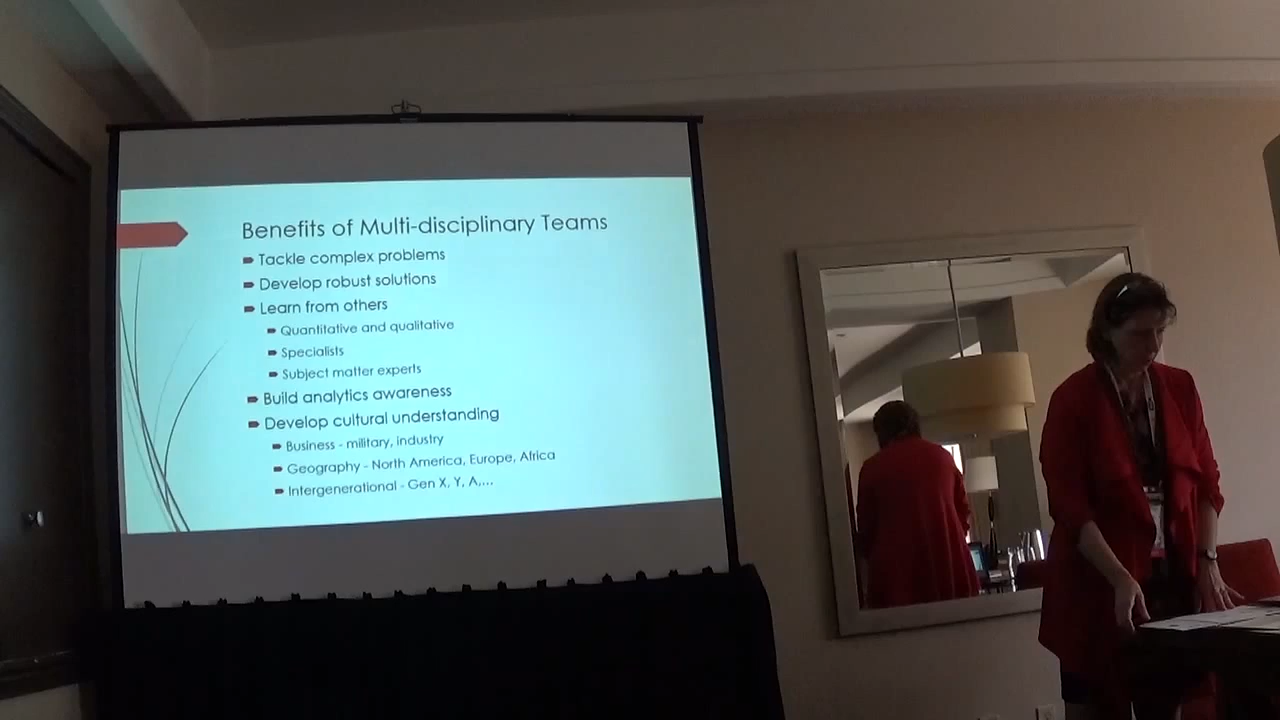 Benefits of Multi-disciplinary Teams
Tackle complex problems
Develop robust solutions
Learn from others
Quantitative and qualitative
Specialists
Subject matter experts
Build analytics awareness
Develop cultural understanding
Business - military, industry
Geography - North America, Europe, Africa
Intergenerational - Gen X, Y, Λ,...